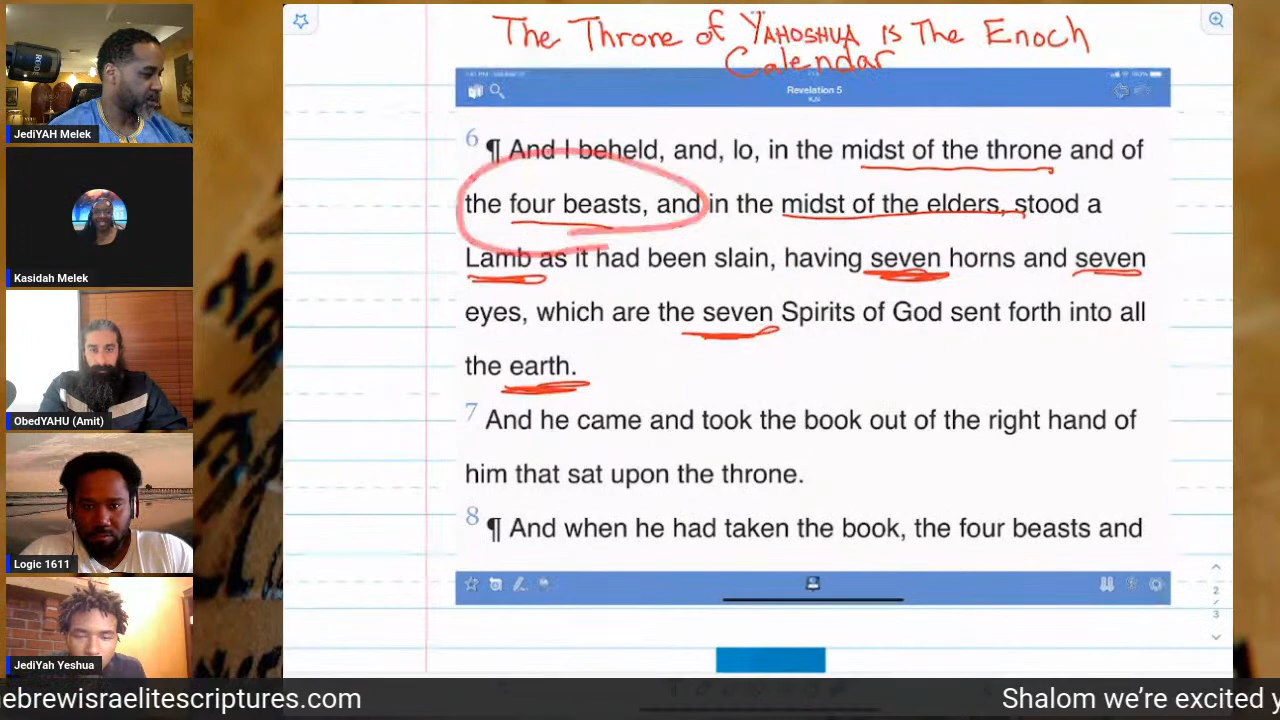 The Throne of YAHOSHUA is The Enoch
Calendar
Revelation 5
KJV
6 ¶ And I beheld, and, lo, in the midst of the throne and of
the four beasts, and in the midst of the elders, stood a
Lamb as it had been slain, having seven horns and seven
eyes, which are the seven Spirits of God sent forth into all
the earth.
7 And he came and took the book out of the right hand of
him that sat upon the throne.
8 ¶ And when he had taken the book, the four beasts and
2
/
3
JediYAH Melek
Kasidah Melek
ObedYAHU (Amit)
Logic 1611
JediYah Yeshua
hebrewisraelitescriptures.com
Shalom we’re excited y